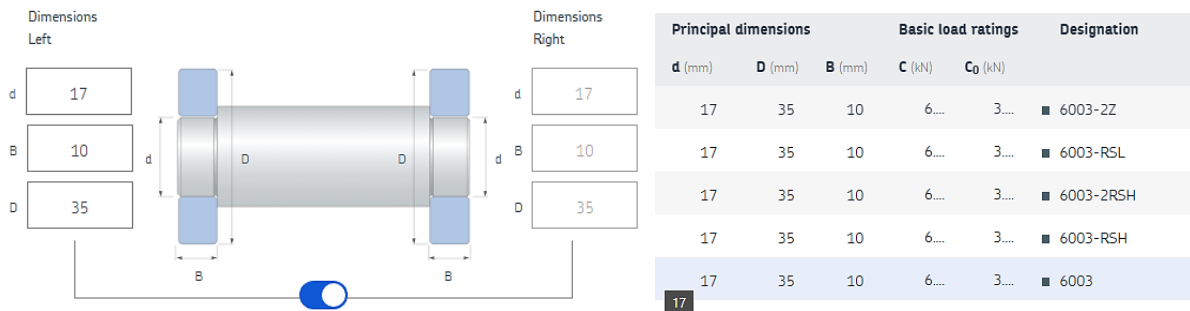 Dimensions
Left
d 17
B 10
D 35
d
D
D
d
B
B
Dimensions
Right
d 17
B 10
D 35
Principal dimensions Basic load ratings Designation
d (mm) D (mm) B (mm) C (kN) C₀ (kN)
17 35 10 6.... 3.... 6003-2Z
17 35 10 6.... 3.... 6003-RSL
17 35 10 6.... 3.... 6003-2RSH
17 35 10 6.... 3.... 6003-RSH
17 35 10 6.... 3.... 6003
17